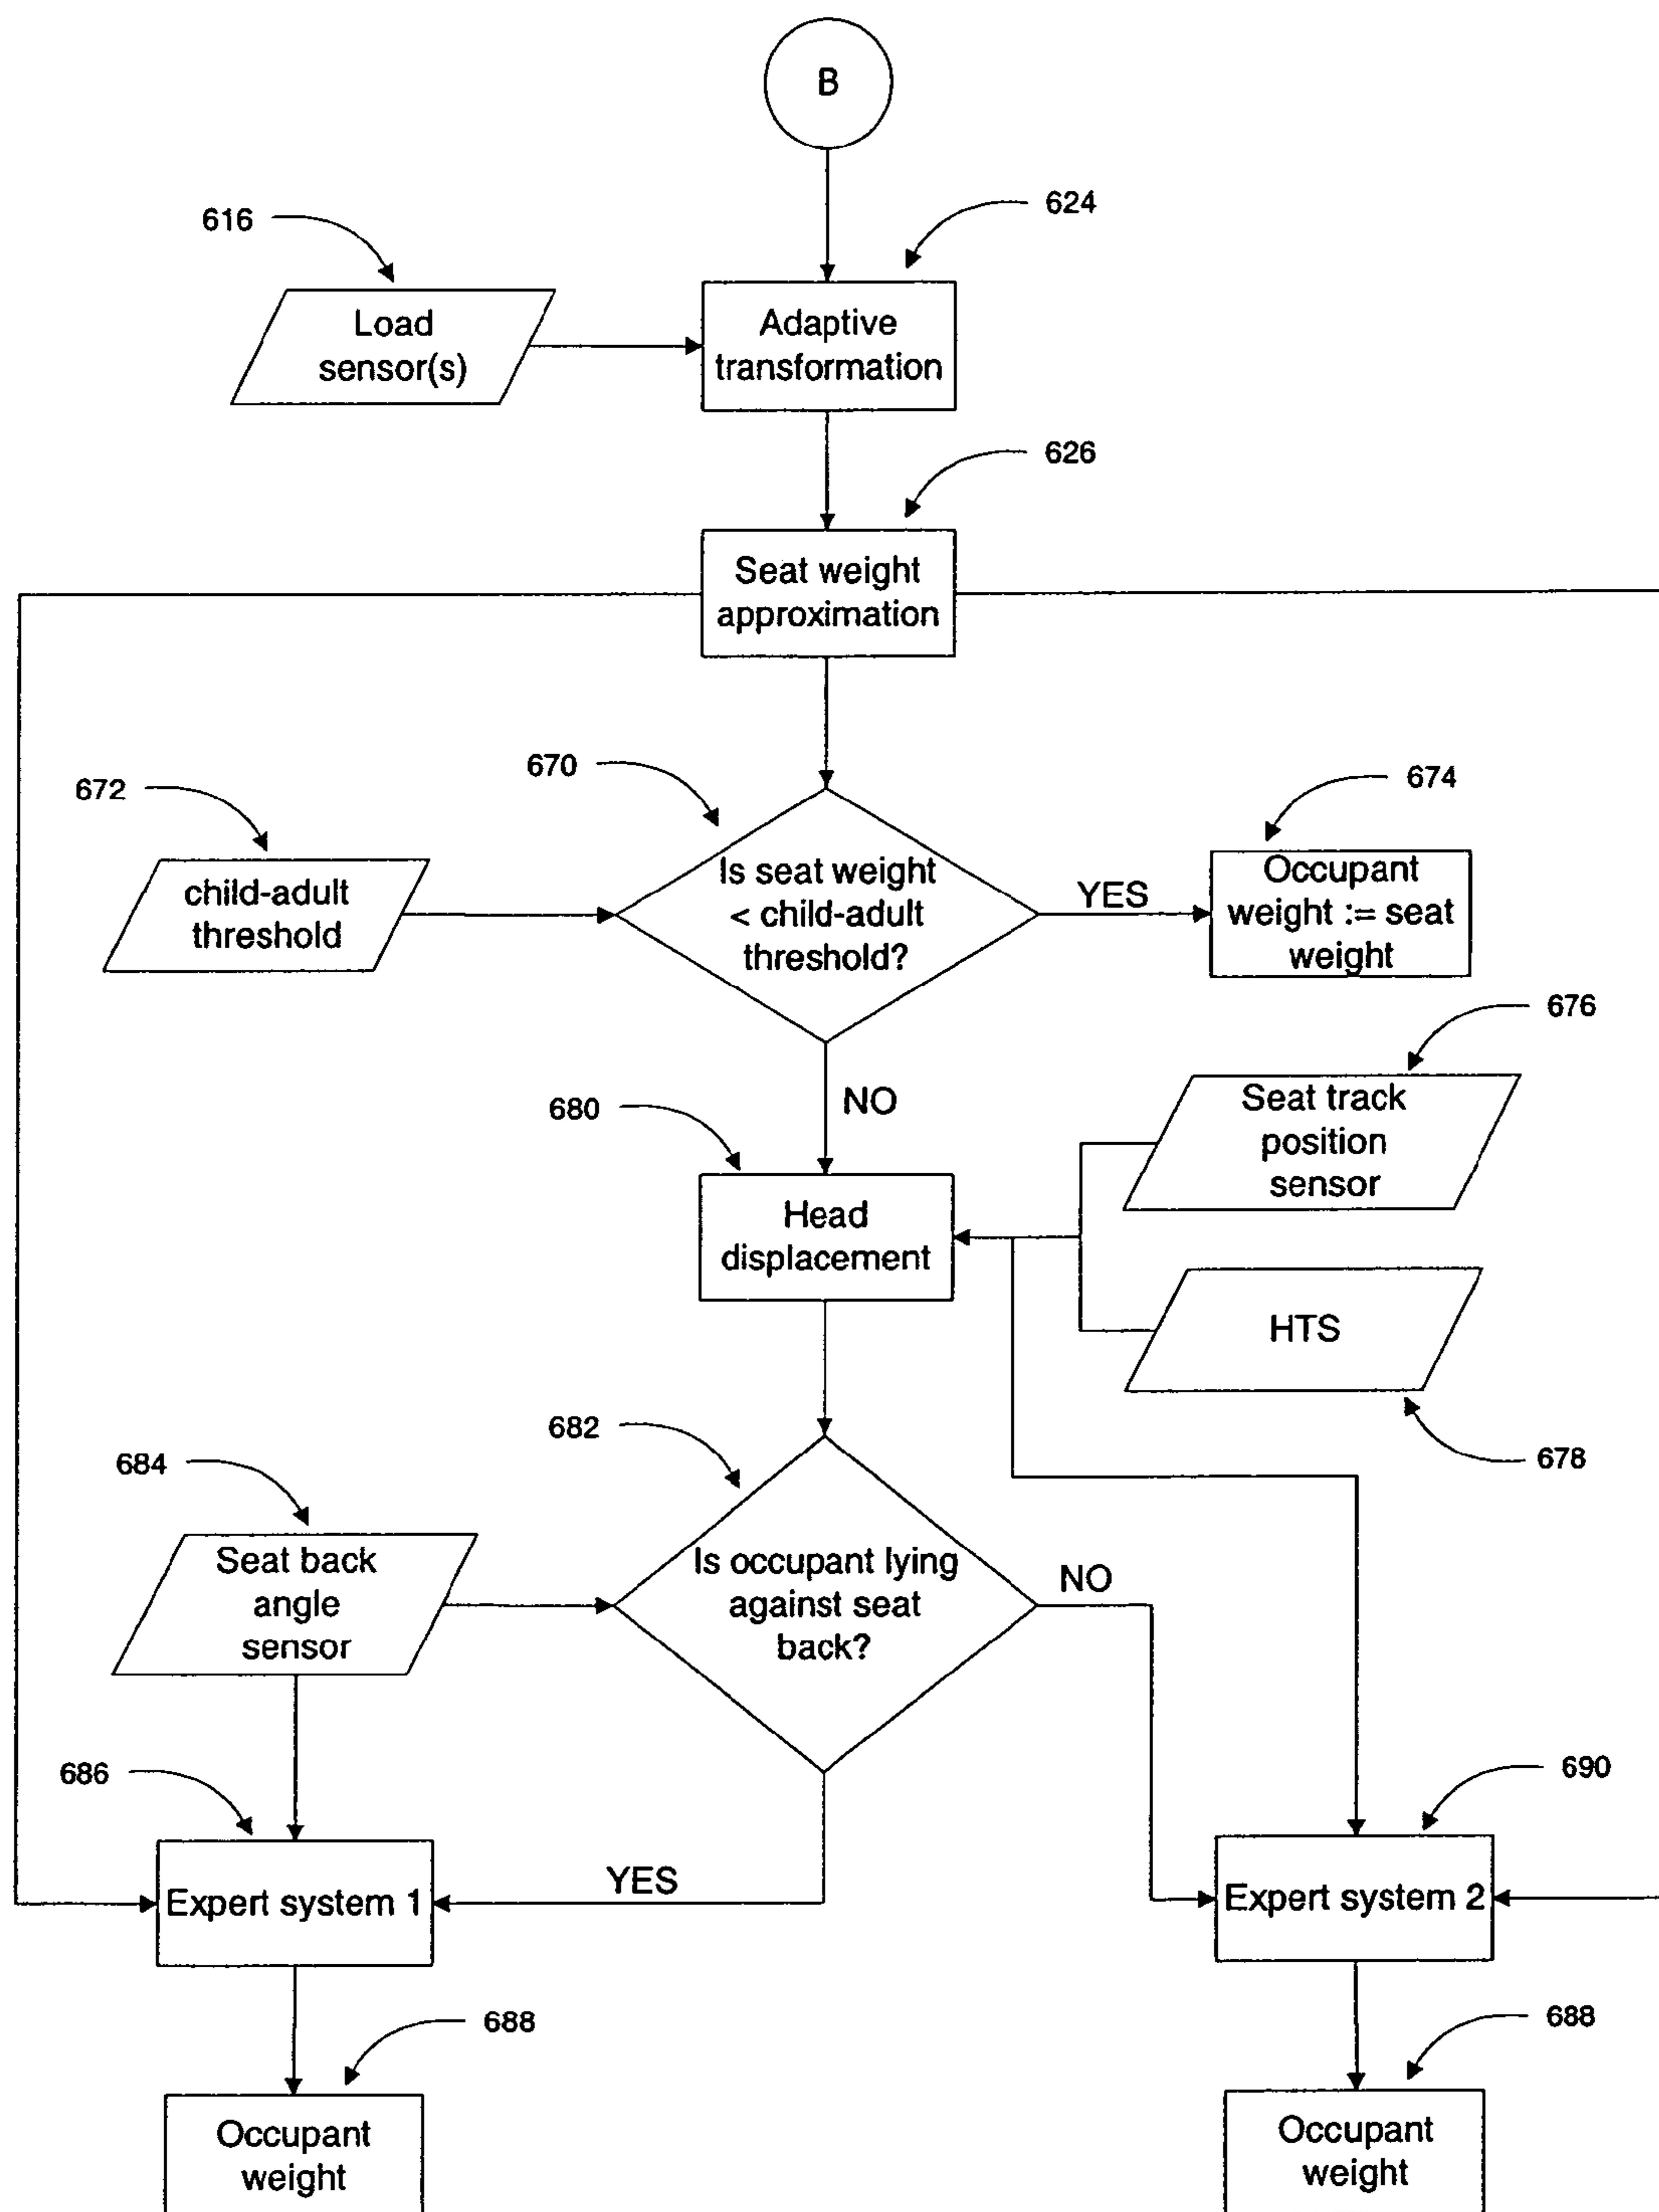 B
616
624
Load
sensor(s)
Adaptive
transformation
626
Seat weight
approximation
670
672
674
child-adult
threshold
Is seat weight
< child-adult
threshold?
YES
Occupant
weight := seat
weight
676
NO
680
Seat track
position
sensor
Head
displacement
HTS
678
682
684
Seat back
angle
sensor
Is occupant lying
against seat
back?
NO
686
690
Expert system 1
YES
Expert system 2
688
688
Occupant
weight
Occupant
weight